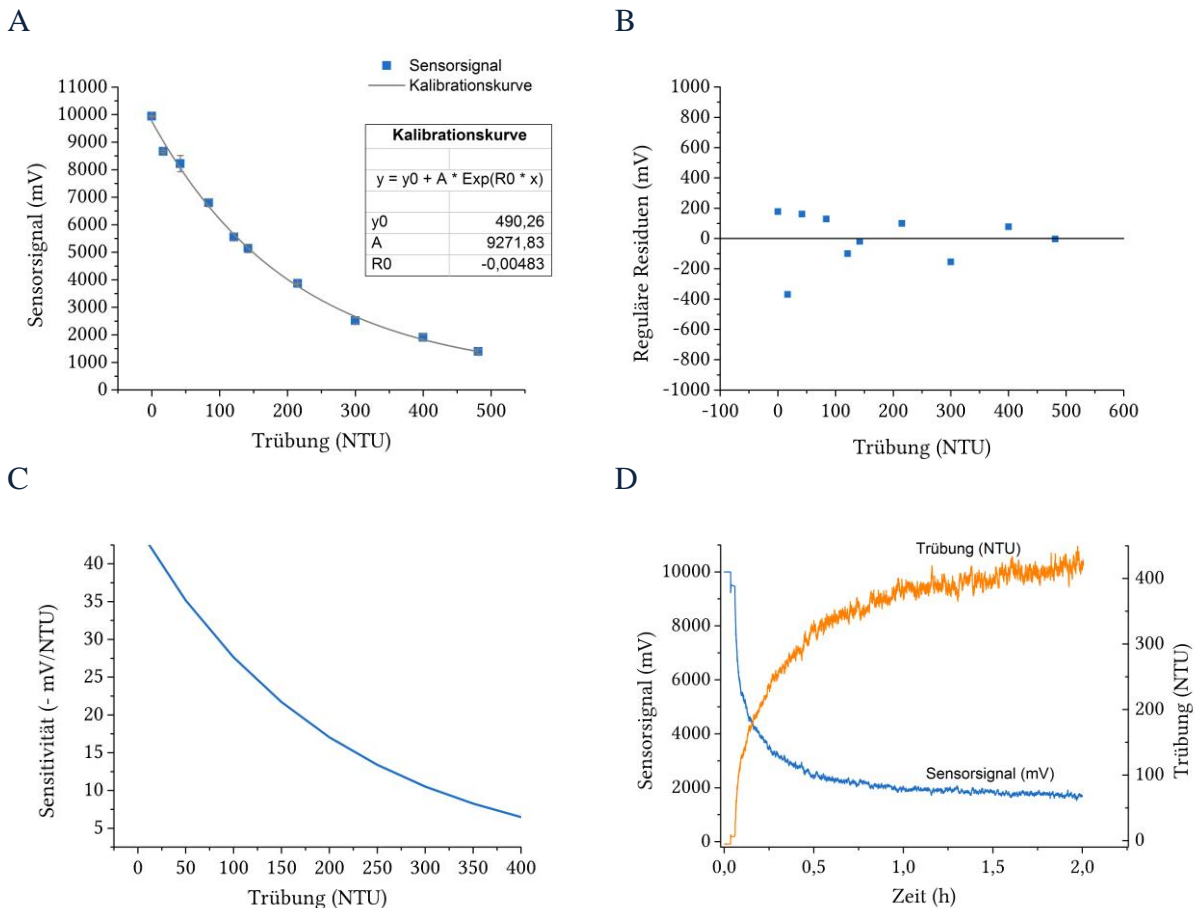 A
Sensorsignal
Kalibrationskurve
11000
10000
9000
8000
7000
6000
5000
4000
3000
2000
1000
0
Sensorsignal (mV)
Kalibrationskurve
y = y0 + A * Exp(R0 * x)
y0 490,26
A 9271,83
R0 -0,00483
0 100 200 300 400 500
Trübung (NTU)
B
1000
800
600
400
200
0
-200
-400
-600
-800
-1000
Reguläre Residuen (mV)
-100 0 100 200 300 400 500 600
Trübung (NTU)
C
40
35
30
25
20
15
10
5
Sensitivität (- mV/NTU)
0 50 100 150 200 250 300 350 400
Trübung (NTU)
D
Trübung (NTU)
10000
8000
6000
4000
2000
0
Sensorsignal (mV)
Sensorsignal (mV)
400
300
200
100
0
Trübung (NTU)
0,0 0,5 1,0 1,5 2,0
Zeit (h)